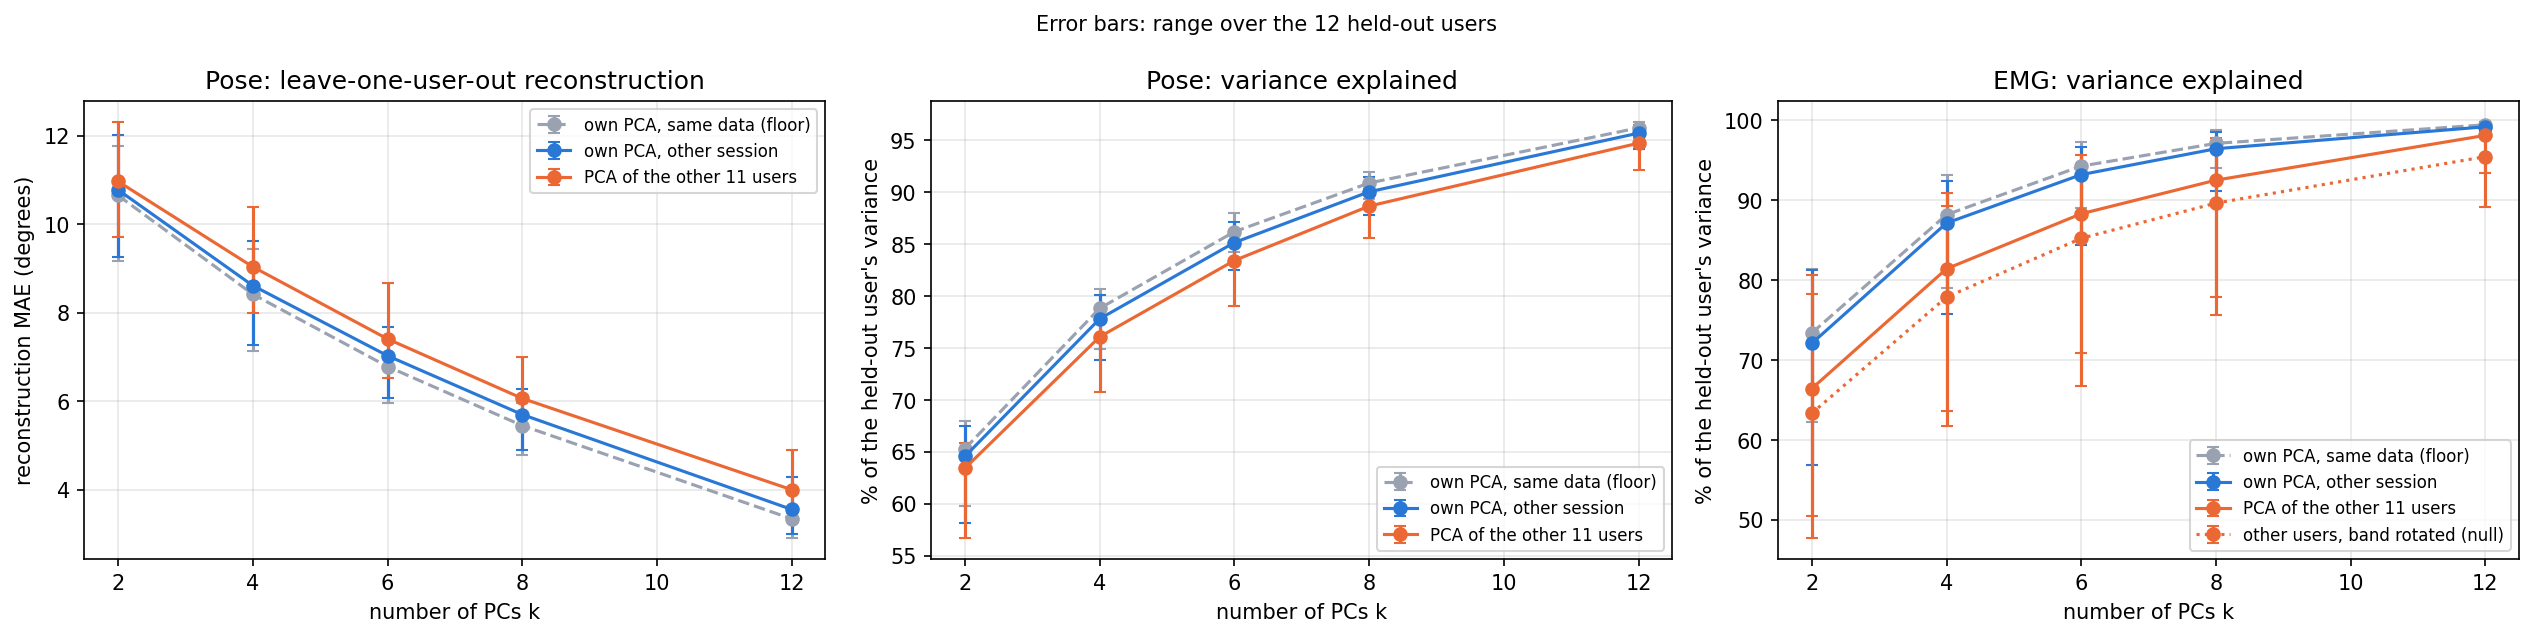 Error bars: range over the 12 held-out users
Pose: leave-one-user-out reconstruction
reconstruction MAE (degrees)
12
10
8
6
4
own PCA, same data (floor)
own PCA, other session
PCA of the other 11 users
2
4
6
8
10
12
number of PCs k
Pose: variance explained
% of the held-out user's variance
95
90
85
80
75
70
65
60
55
own PCA, same data (floor)
own PCA, other session
PCA of the other 11 users
2
4
6
8
10
12
number of PCs k
EMG: variance explained
% of the held-out user's variance
100
90
80
70
60
50
own PCA, same data (floor)
own PCA, other session
PCA of the other 11 users
other users, band rotated (null)
2
4
6
8
10
12
number of PCs k